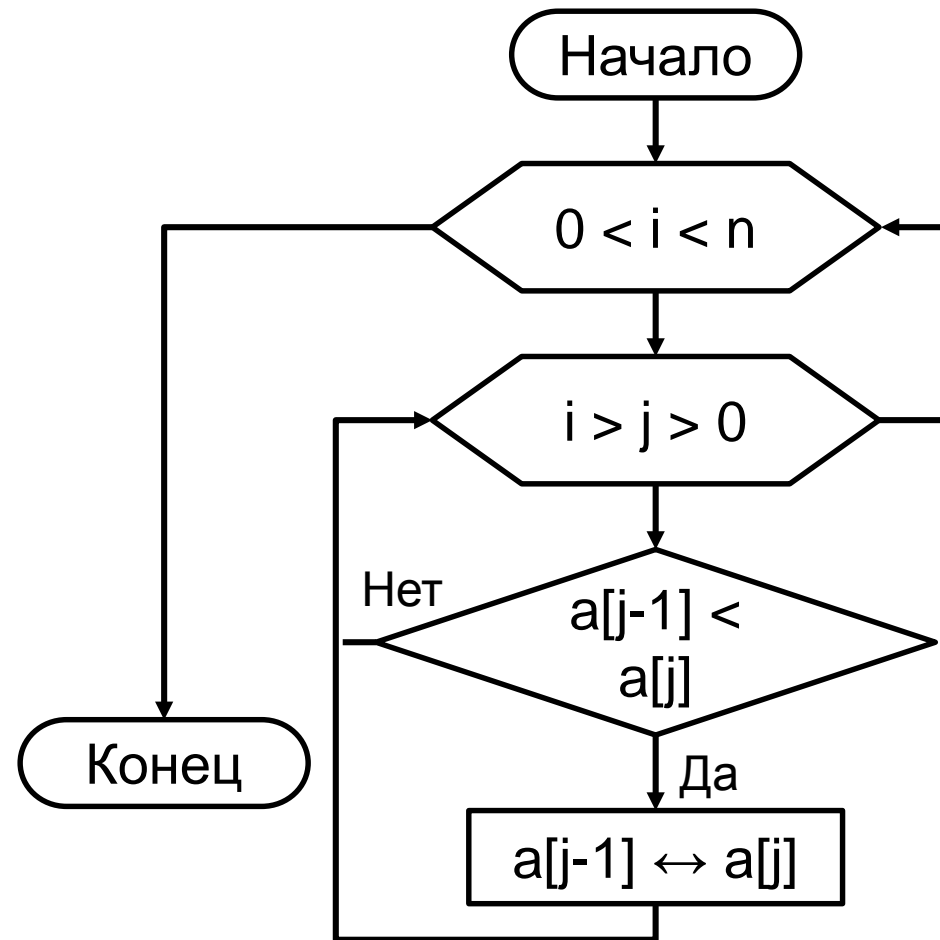 Начало
0 < i < n
i > j > 0
Нет
a[j-1] <
a[j]
Конец
Да
a[j-1] ↔ a[j]